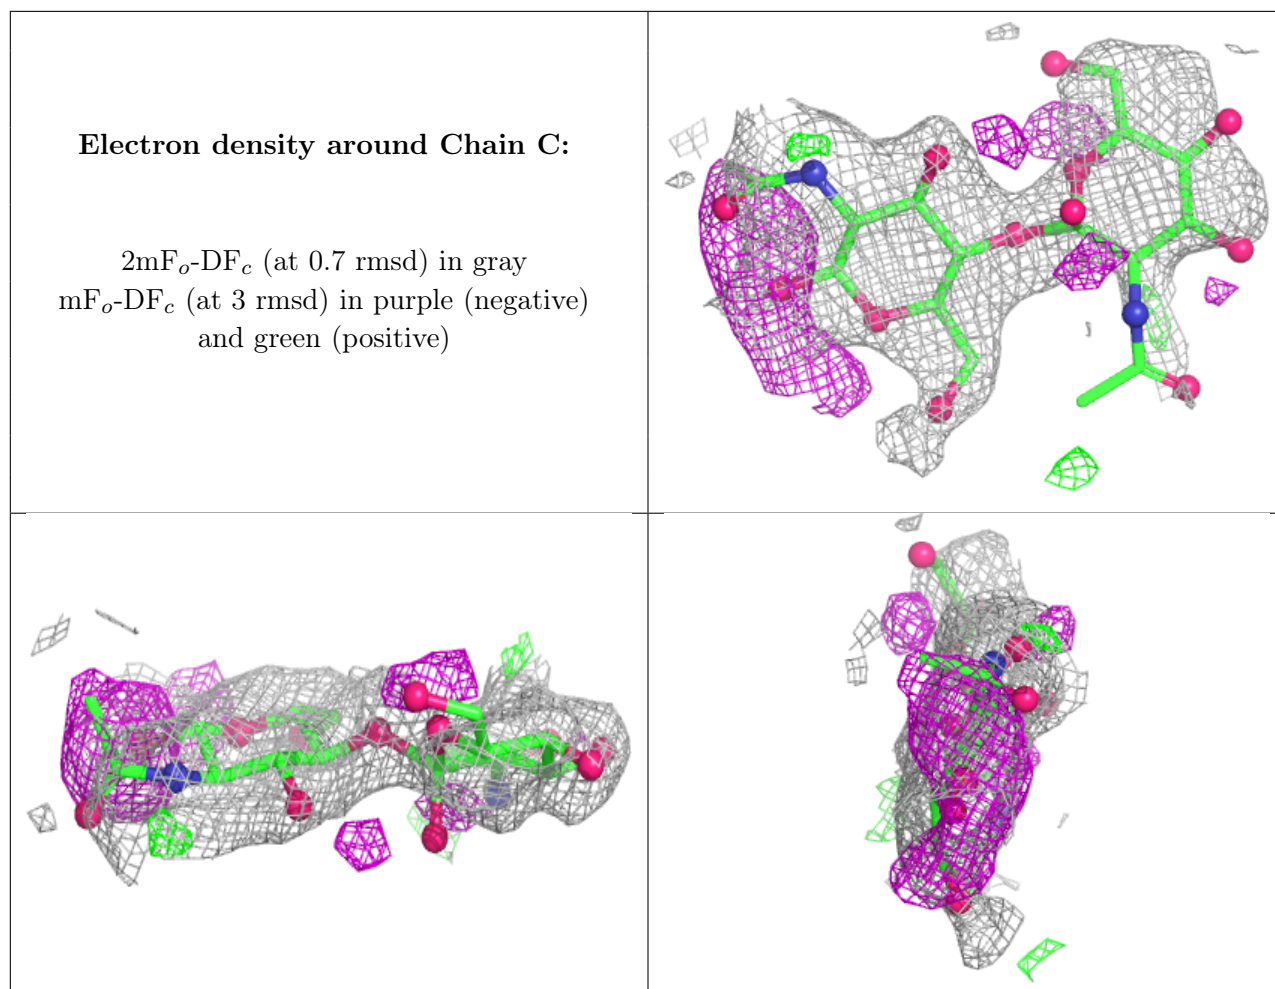 Electron density around Chain C:
2mFo-DFc (at 0.7 rmsd) in gray
mFo-DFc (at 3 rmsd) in purple (negative)
and green (positive)